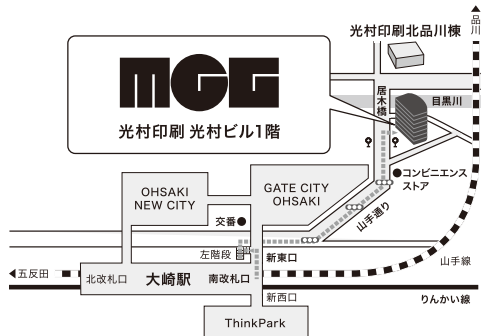 品川
光村印刷北品川棟
MGG
光村印刷 光村ビル1階
居木橋
目黒川
コンビニエンス
ストア
OHSAKI
NEW CITY
GATE CITY
OHSAKI
山手通り
交番
左階段
新東口
山手線
五反田
北改札口
大崎駅
南改札口
新西口
りんかい線
ThinkPark